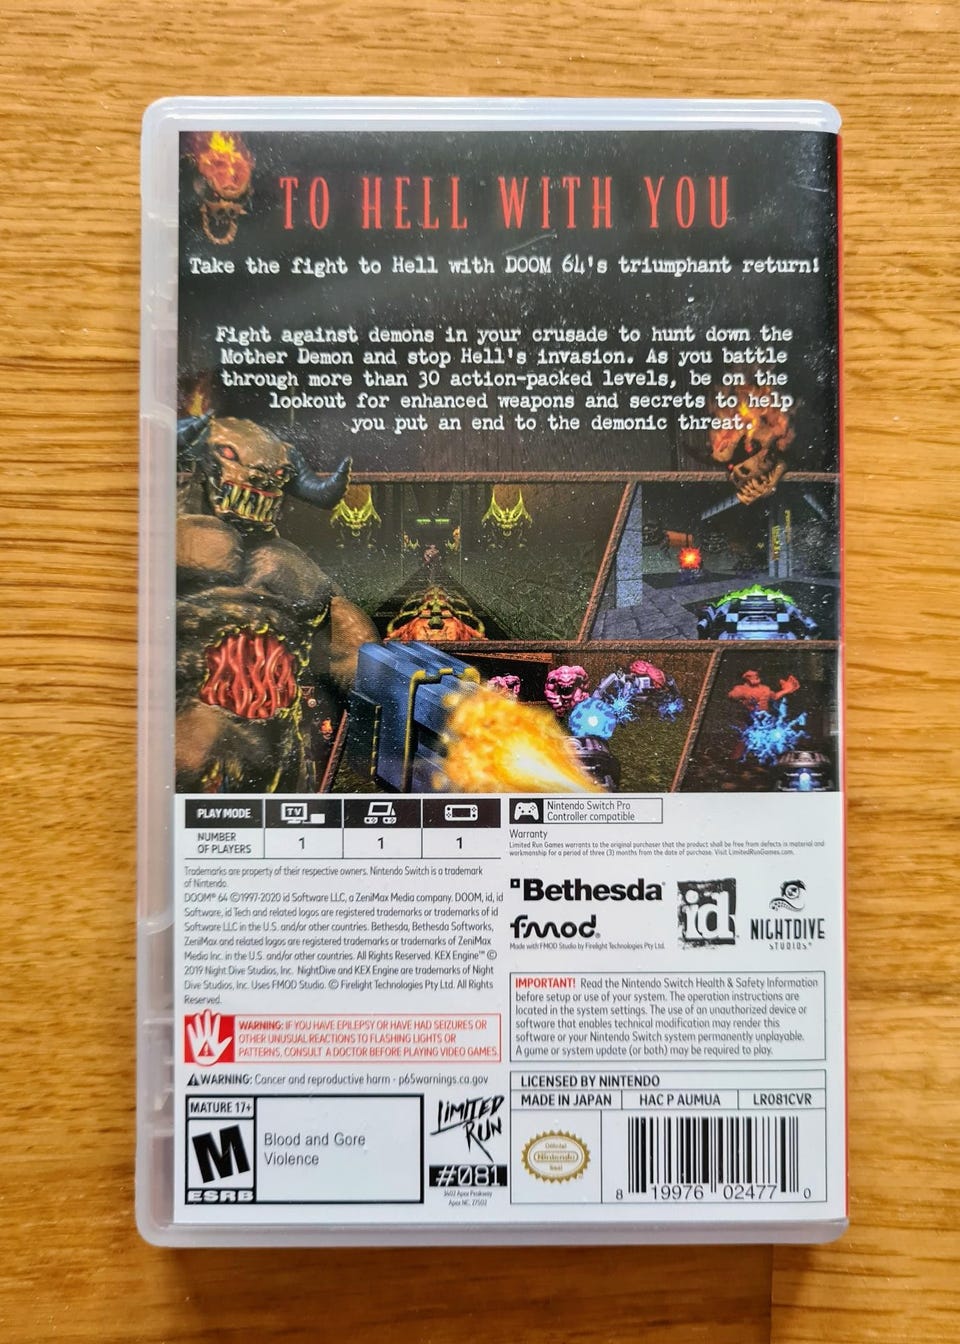 TO HELL WITH YOU
Take the fight to Hell with DOOM 64's triumphant return!
Fight against demons in your crusade to hunt down the
Mother Demon and stop Hell's invasion. As you battle
through more than 30 action-packed levels, be on the
lookout for enhanced weapons and secrets to help
you put an end to the demonic threat.
PLAY MODE
TV
NUMBER
OF PLAYERS
1
1
1
Nintendo Switch Pro
Controller compatible
Warranty
Limited Run Games warrants to the original purchaser that the product shall be free from defects in material and
workmanship for a period of three (3) months from the date of purchase. Visit LimitedRunGames.com.
Trademarks are property of their respective owners. Nintendo Switch is a trademark
of Nintendo.
DOOM® 64 ©1997-2020 id Software LLC, a ZeniMax Media company. DOOM, id, id
Software, id Tech and related logos are registered trademarks or trademarks of id
Software LLC in the U.S. and/or other countries. Bethesda, Bethesda Softworks,
ZeniMax and related logos are registered trademarks or trademarks of ZeniMax
Media Inc. in the U.S. and/or other countries. All Rights Reserved. KEX Engine™ ©
2019 Night Dive Studios, Inc. NightDive and KEX Engine are trademarks of Night
Dive Studios, Inc. Uses FMOD Studio. © Firelight Technologies Pty Ltd. All Rights
Reserved.
Bethesda®
fmod®
Made with FMOD Studio by Firelight Technologies Pty Ltd.
id
NIGHTDIVE
STUDIOS®
IMPORTANT! Read the Nintendo Switch Health & Safety Information
before setup or use of your system. The operation instructions are
located in the system settings. The use of an unauthorized device or
software that enables technical modification may render this
software or your Nintendo Switch system permanently unplayable.
A game or system update (or both) may be required to play.
WARNING: IF YOU HAVE EPILEPSY OR HAVE HAD SEIZURES OR
OTHER UNUSUAL REACTIONS TO FLASHING LIGHTS OR
PATTERNS, CONSULT A DOCTOR BEFORE PLAYING VIDEO GAMES.
WARNING: Cancer and reproductive harm - p65warnings.ca.gov
MATURE 17+
M
ESRB
Blood and Gore
Violence
LIMITED
RUN
#081
3402 Apex Peakway
Apex NC, 27502
LICENSED BY NINTENDO
MADE IN JAPAN
HAC P AUMUA
LR081CVR
Official
Nintendo
Seal
8 19976 02477 0